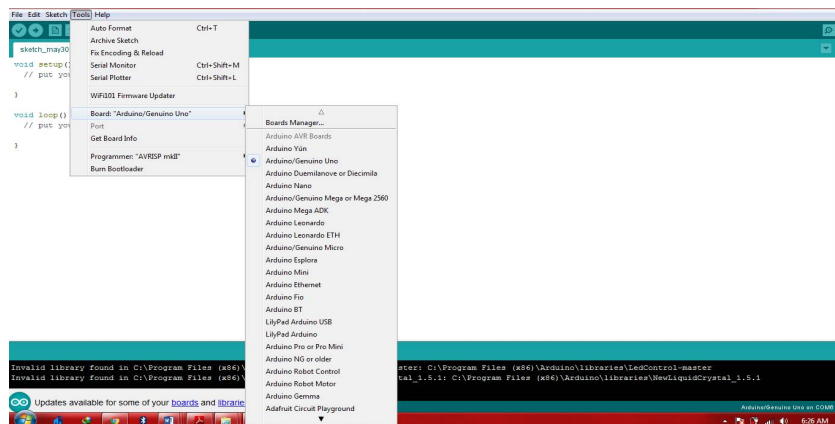 File Edit Sketch Tools Help
sketch_may30
void setup()
// put you
}
void loop()
// put you
}
Auto Format Ctrl+T
Archive Sketch
Fix Encoding & Reload
Serial Monitor Ctrl+Shift+M
Serial Plotter Ctrl+Shift+L
WiFi101 Firmware Updater
Board: "Arduino/Genuino Uno"
Port
Get Board Info
Programmer: "AVRISP mkII"
Burn Bootloader
Boards Manager...
Arduino AVR Boards
Arduino Yún
Arduino/Genuino Uno
Arduino Duemilanove or Diecimila
Arduino Nano
Arduino/Genuino Mega or Mega 2560
Arduino Mega ADK
Arduino Leonardo
Arduino Leonardo ETH
Arduino/Genuino Micro
Arduino Esplora
Arduino Mini
Arduino Ethernet
Arduino Fio
Arduino BT
LilyPad Arduino USB
LilyPad Arduino
Arduino Pro or Pro Mini
Arduino NG or older
Arduino Robot Control
Arduino Robot Motor
Arduino Gemma
Adafruit Circuit Playground
Invalid library found in C:\Program Files (x86)\ ster: C:\Program Files (x86)\Arduino\libraries\LedControl-master
Invalid library found in C:\Program Files (x86)\ tal_1.5.1: C:\Program Files (x86)\Arduino\libraries\NewLiquidCrystal_1.5.1
Updates available for some of your boards and librarie
Arduino/Genuino Uno on COM6
6:26 AM